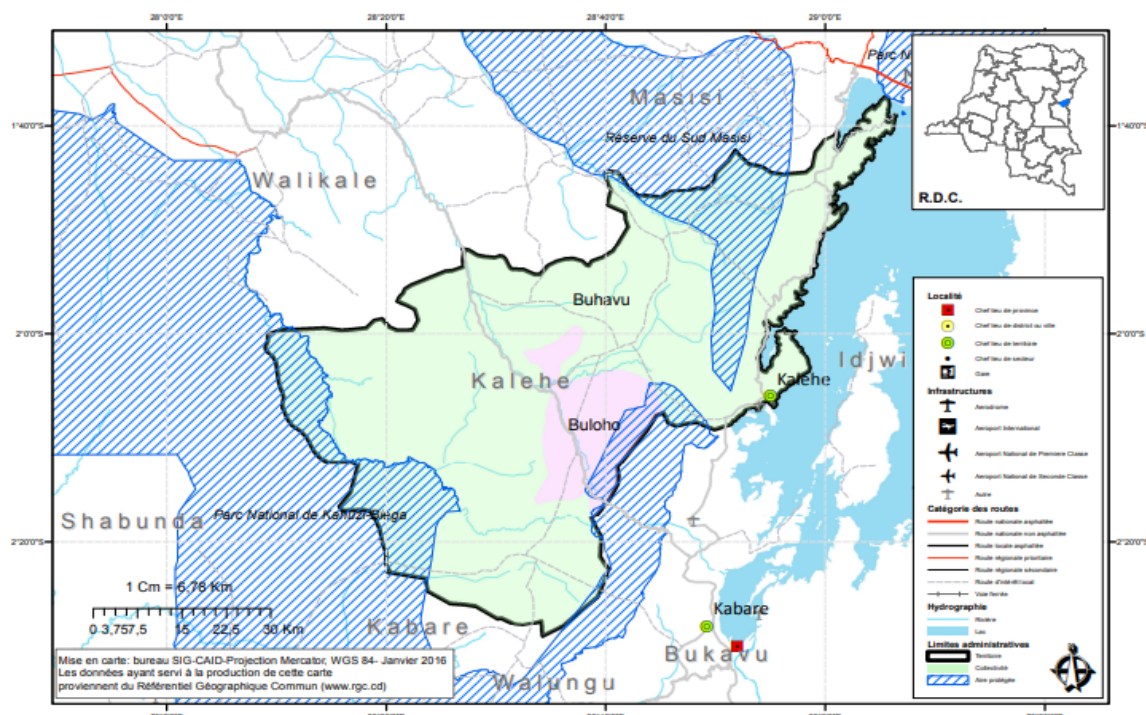 28°0'0"E
28°20'0"E
28°40'0"E
29°0'0"E
Parc N
Masisi
Réserve du Sud Masisi
1°40'0"S
1°40'0"S
R.D.C.
Walikale
Buhavu
2°0'0"S
2°0'0"S
Idjwi
Kalehe
Kalehe
Buloho
Shabunda
Parc National de Kahuzi-Biega
2°20'0"S
2°20'0"S
1 Cm = 6,78 Km
0 3,757,5 15 22,5 30 Km
Kabare
Kabare
Bukavu
Walungu
Mise en carte: bureau SIG-CAID-Projection Mercator, WGS 84- Janvier 2016
Les données ayant servi à la production de cette carte
proviennent du Référentiel Géographique Commun (www.rgc.cd)
Localité
Chef lieu de province
Chef lieu de district ou ville
Chef lieu de territoire
Chef lieu de secteur
Gare
Infrastructures
Aerodrome
Aeroport International
Aeroport National de Premiere Classe
Aeroport National de Seconde Classe
Autre
Catégorie des routes
Route nationale asphaltée
Route nationale non asphaltée
Route locale asphaltée
Route régionale prioritaire
Route régionale sécondaire
Route d'intérêt local
Voie ferrée
Hydrographie
Rivière
Lac
Limites administratives
Territoire
Collectivité
Aire protégée